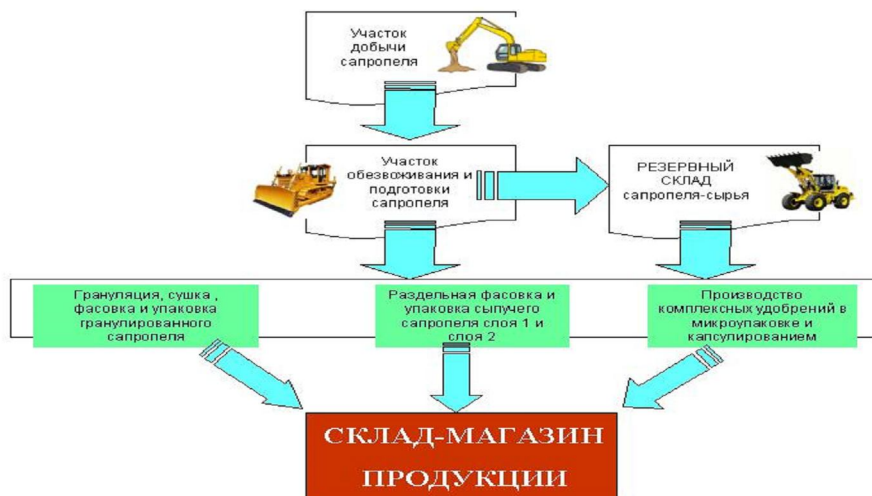 Участок
добычи
сапропеля
Участок
обезвоживания и
подготовки
сапропеля
РЕЗЕРВНЫЙ
СКЛАД
сапропеля-сырья
Грануляция, сушка ,
фасовка и упаковка
гранулированного
сапропеля
Раздельная фасовка и
упаковка сыпучего
сапропеля слоя 1 и
слоя 2
Производство
комплексных удобрений в
микроупаковке и
капсулированием
СКЛАД-МАГАЗИН
ПРОДУКЦИИ